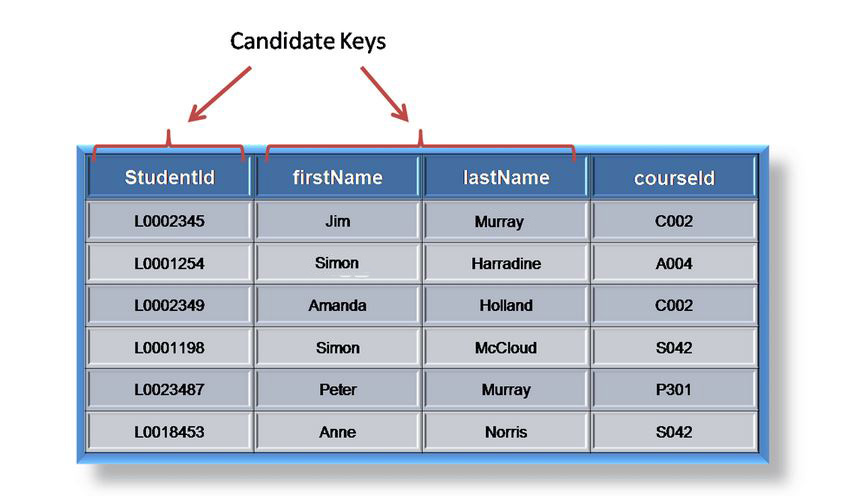 Candidate Keys
StudentId firstName lastName courseId
L0002345 Jim Murray C002
L0001254 Simon Harradine A004
L0002349 Amanda Holland C002
L0001198 Simon McCloud S042
L0023487 Peter Murray P301
L0018453 Anne Norris S042